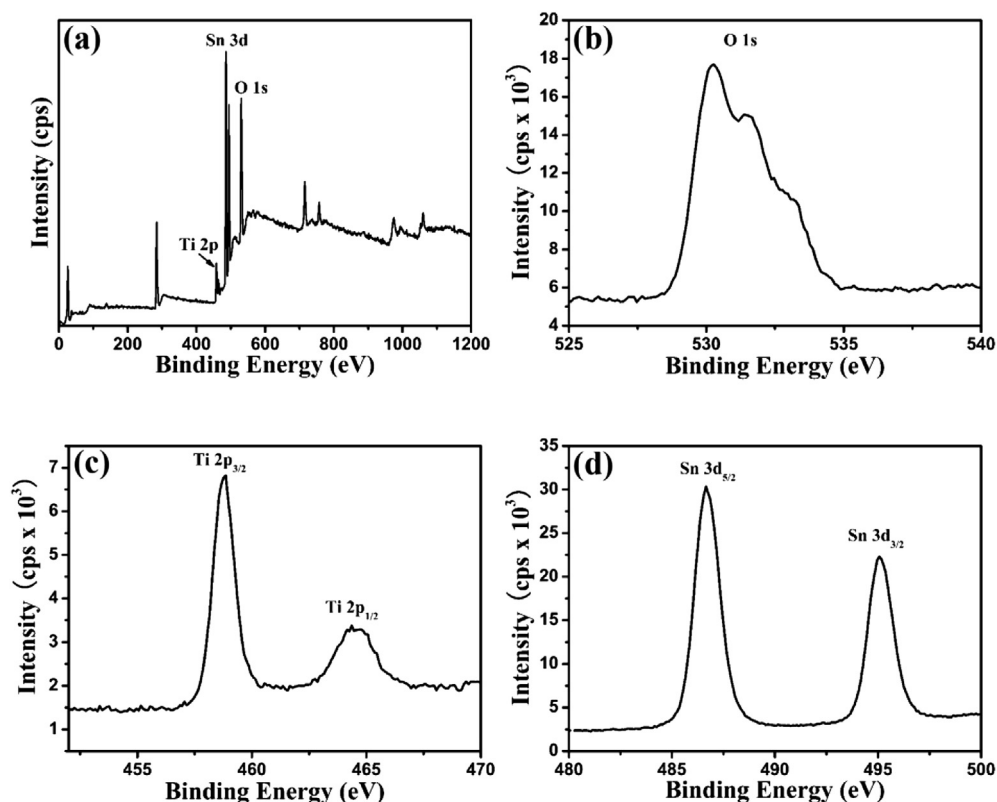 (a)
Sn 3d
O 1s
Ti 2p
Intensity (cps)
0 200 400 600 800 1000 1200
Binding Energy (eV)
(b)
O 1s
20
18
16
14
12
10
8
6
4
Intensity (cps x 10³)
525 530 535 540
Binding Energy (eV)
(c)
Ti 2p3/2
Ti 2p1/2
7
6
5
4
3
2
1
Intensity (cps x 10³)
455 460 465 470
Binding Energy (eV)
(d)
Sn 3d5/2
Sn 3d3/2
35
30
25
20
15
10
5
0
Intensity (cps x 10³)
480 485 490 495 500
Binding Energy (eV)